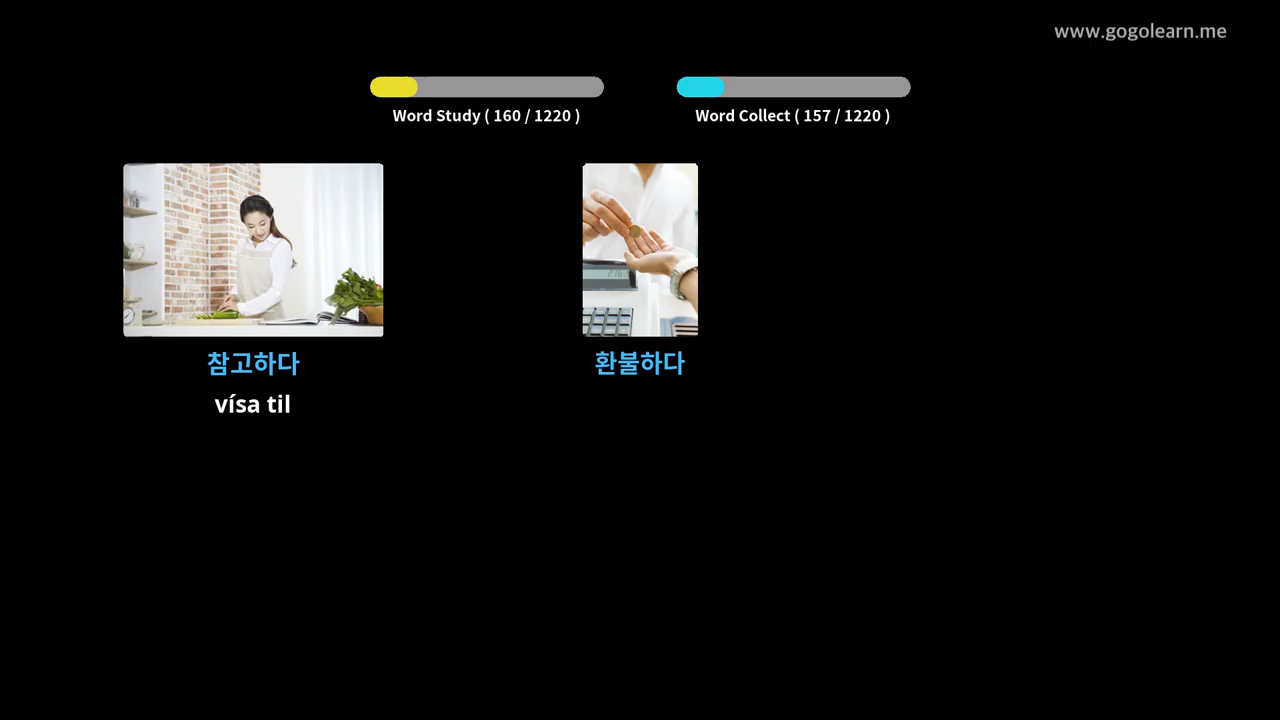 www.gogolearn.me
Word Study ( 160 / 1220 )
Word Collect ( 157 / 1220 )
참고하다
환불하다
vísa til